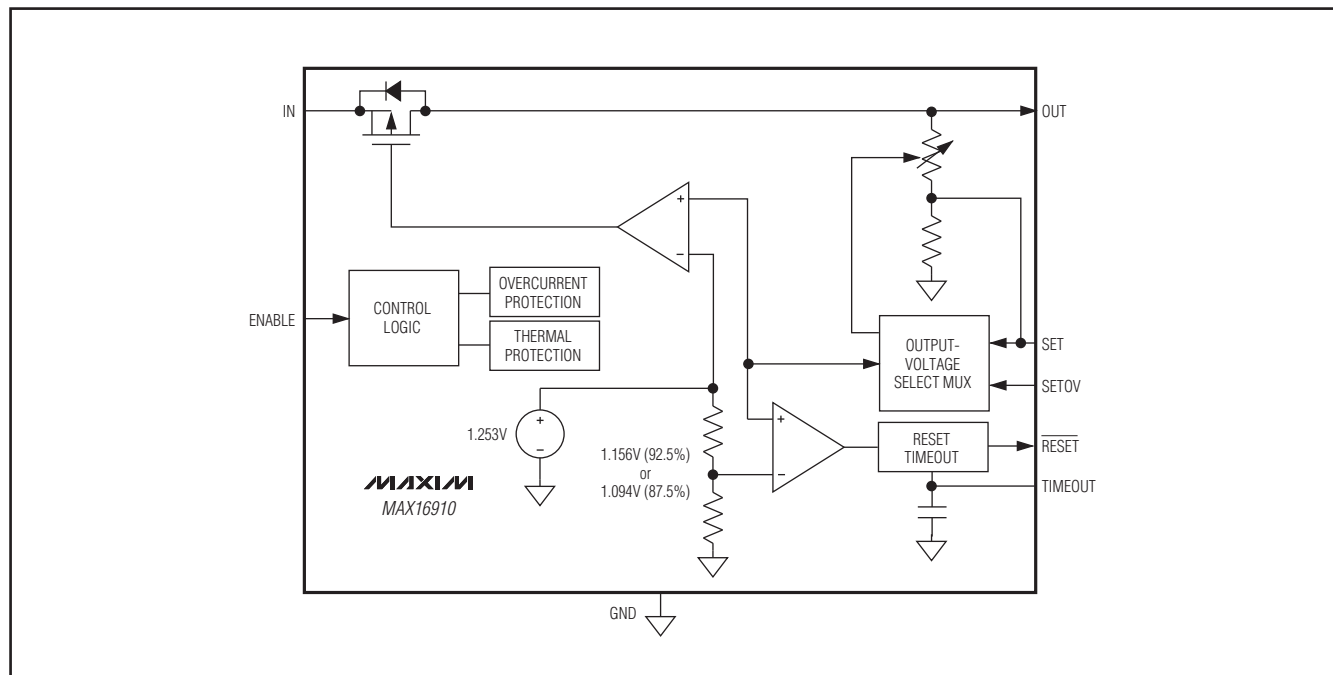 IN
OUT
+
−
OVERCURRENT
PROTECTION
CONTROL
LOGIC
ENABLE
THERMAL
PROTECTION
OUTPUT-
VOLTAGE
SELECT MUX
SET
SETOV
+
−
1.253V
+
−
1.156V (92.5%)
or
1.094V (87.5%)
RESET
TIMEOUT
RESET
TIMEOUT
MAXIM
MAX16910
GND